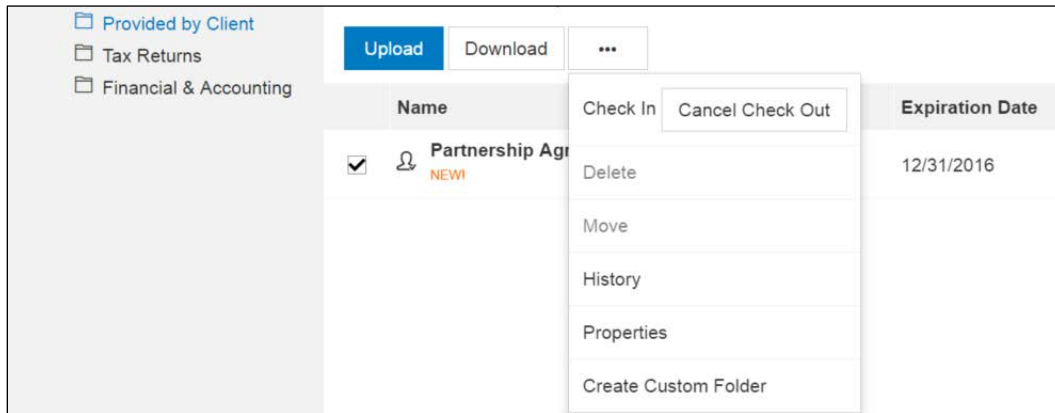 Provided by Client
Tax Returns
Financial & Accounting
Upload Download •••
Name Expiration Date
Check In Cancel Check Out
Partnership Agr
NEW!
12/31/2016
Delete
Move
History
Properties
Create Custom Folder